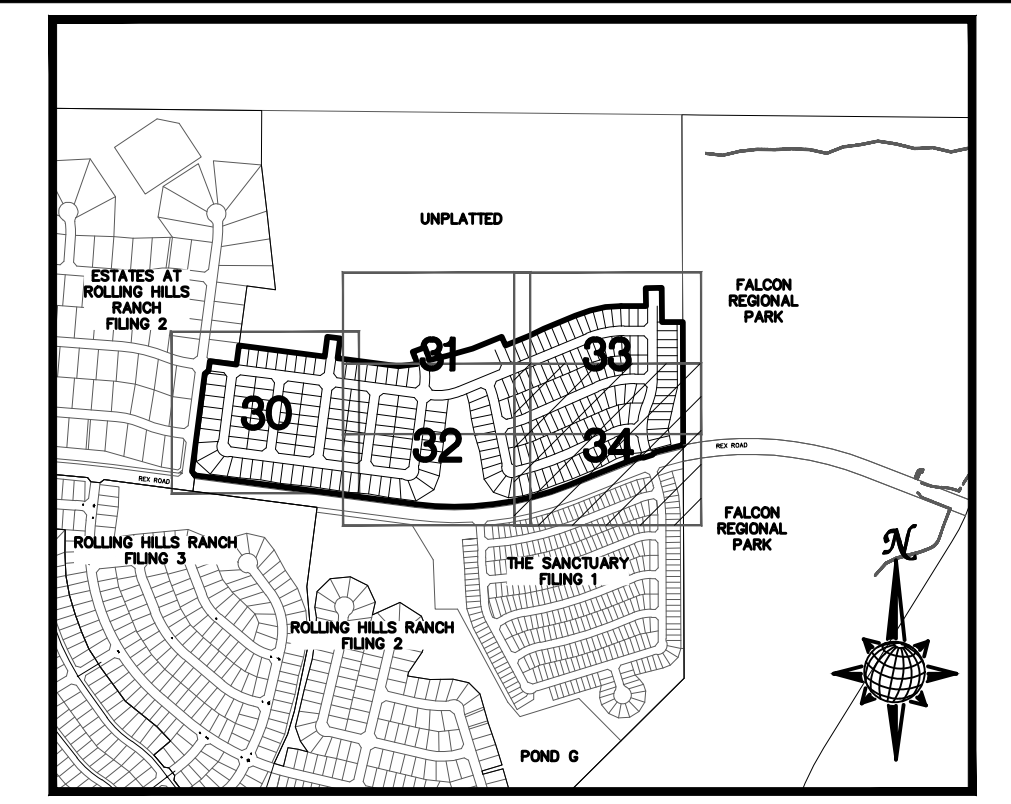 UNPLATTED
ESTATES AT
ROLLING HILLS
RANCH
FILING 2
FALCON
REGIONAL
PARK
31
33
30
32
34
REX ROAD
REX ROAD
FALCON
REGIONAL
PARK
ROLLING HILLS RANCH
FILING 3
THE SANCTUARY
FILING 1
N
ROLLING HILLS RANCH
FILING 2
POND G